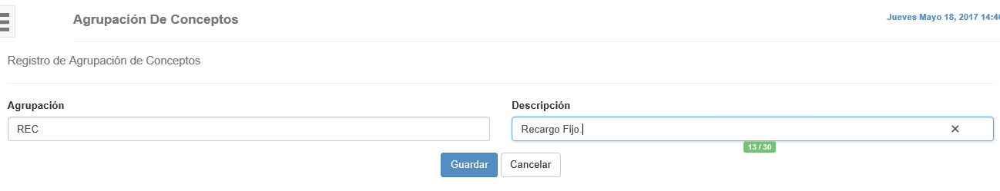 Agrupación De Conceptos
Jueves Mayo 18, 2017 14:4
Registro de Agrupación de Conceptos
Agrupación
Descripción
REC
Recargo Fijo.
13 / 30
Guardar
Cancelar